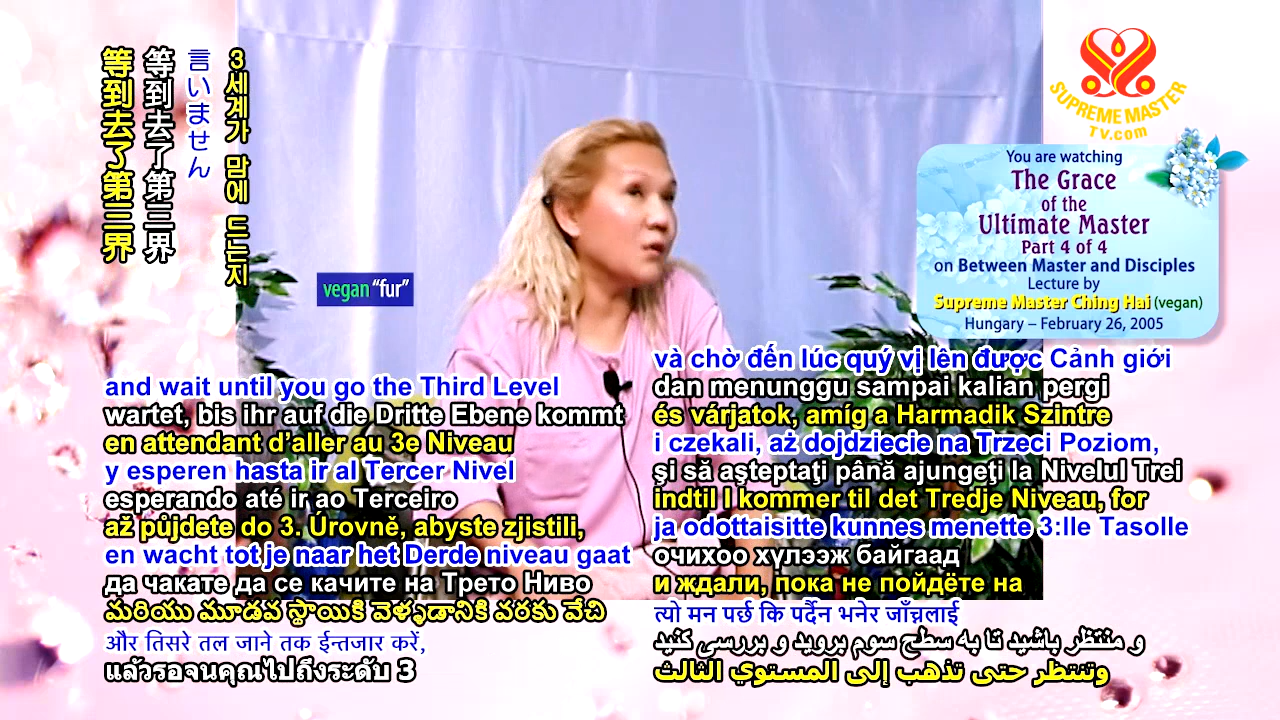 等到去了第三界
等到去了第三界
言いません
3세계가 맘에 드는지
SUPREME MASTER
TV.com
You are watching
The Grace
of the
Ultimate Master
Part 4 of 4
on Between Master and Disciples
Lecture by
Supreme Master Ching Hai (vegan)
Hungary – February 26, 2005
vegan “fur”
and wait until you go the Third Level
wartet, bis ihr auf die Dritte Ebene kommt
en attendant d’aller au 3e Niveau
y esperen hasta ir al Tercer Nivel
esperando até ir ao Terceiro
až půjdete do 3. Úrovně, abyste zjistili,
en wacht tot je naar het Derde niveau gaat
да чакате да се качите на Трето Ниво
మరియు మూడవ స్థాయికి వెళ్ళడానికి వరకు వేచి
और तिसरे तल जाने तक ईन्तजार करें,
แล้วรอจนคุณไปถึงระดับ 3
và chờ đến lúc quý vị lên được Cảnh giới
dan menunggu sampai kalian pergi
és várjatok, amíg a Harmadik Szintre
i czekali, aż dojdziecie na Trzeci Poziom,
şi să aşteptaţi până ajungeţi la Nivelul Trei
indtil I kommer til det Tredje Niveau, for
ja odottaisitte kunnes menette 3:lle Tasolle
очихоо хүлээж байгаад
и ждали, пока не пойдёте на
त्यो मन पर्छ कि पर्दैन भनेर जाँच्नलाई
و منتظر باشید تا به سطح سوم بروید و بررسی کنید
وتنتظر حتى تذهب إلى المستوي الثالث